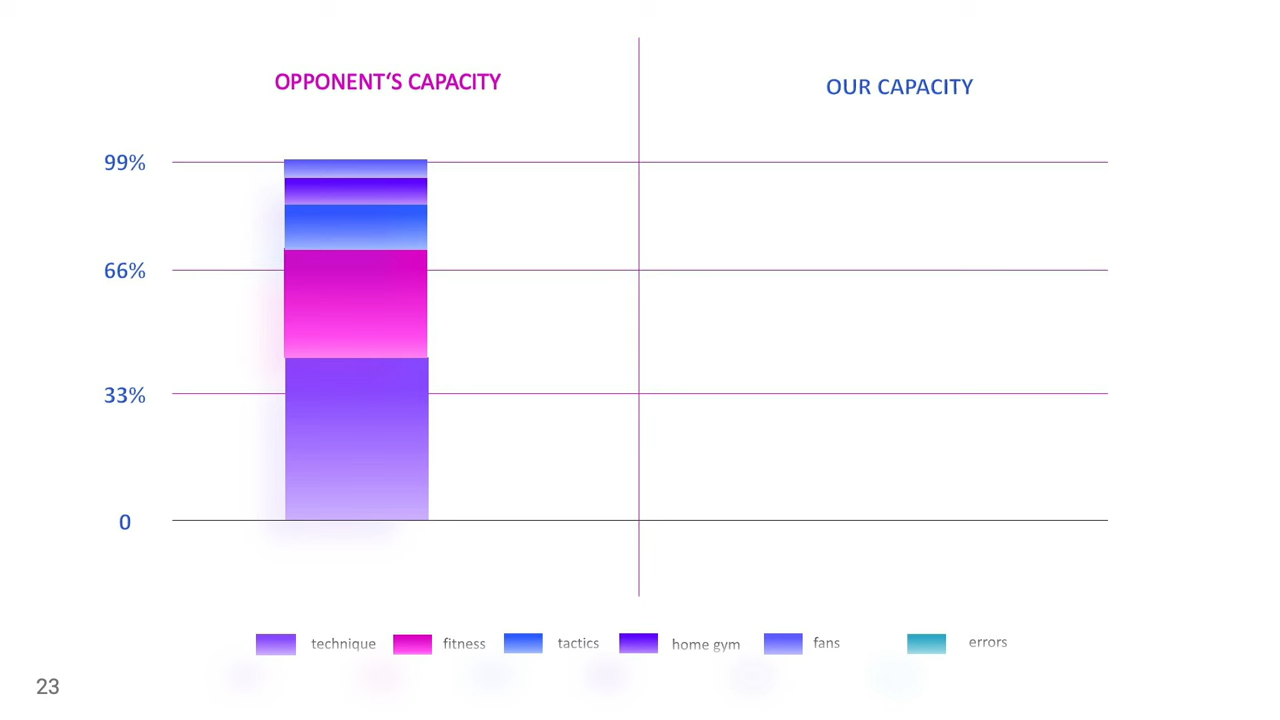 OPPONENT‘S CAPACITY
OUR CAPACITY
99%
66%
33%
0
technique fitness tactics home gym fans errors
23